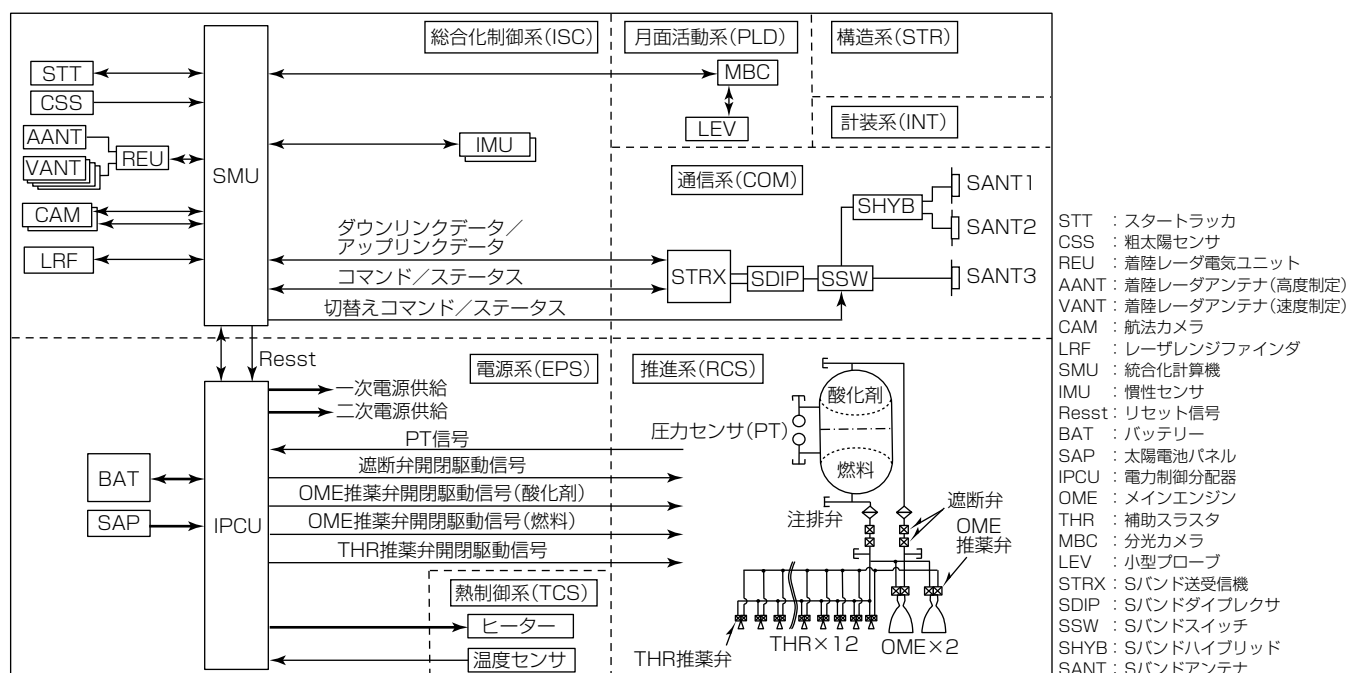 総合化制御系(ISC)
月面活動系(PLD)
構造系(STR)
STT
MBC
CSS
計装系(INT)
LEV
AANT
REU
VANT
IMU
SMU
通信系(COM)
SANT1
SHYB
CAM
SANT2
ダウンリンクデータ/
アップリンクデータ
LRF
STRX
SDIP
SSW
SANT3
コマンド/ステータス
切替えコマンド/ステータス
Resst
電源系(EPS)
推進系(RCS)
一次電源供給
二次電源供給
酸化剤
圧力センサ(PT)
PT信号
遮断弁開閉駆動信号
燃料
BAT
OME推薬弁開閉駆動信号(酸化剤)
SAP
IPCU
OME推薬弁開閉駆動信号(燃料)
注排弁
遮断弁
OME
推薬弁
THR推薬弁開閉駆動信号
熱制御系(TCS)
ヒーター
温度センサ
THR推薬弁
THR×12
OME×2
STT :スタートラッカ
CSS :粗太陽センサ
REU :着陸レーダ電気ユニット
AANT:着陸レーダアンテナ(高度制定)
VANT:着陸レーダアンテナ(速度制定)
CAM :航法カメラ
LRF :レーザレンジファインダ
SMU :統合化計算機
IMU :慣性センサ
Resst:リセット信号
BAT :バッテリー
SAP :太陽電池パネル
IPCU :電力制御分配器
OME :メインエンジン
THR :補助スラスタ
MBC :分光カメラ
LEV :小型プローブ
STRX :Sバンド送受信機
SDIP :Sバンドダイプレクサ
SSW :Sバンドスイッチ
SHYB:Sバンドハイブリッド
SANT:Sバンドアンテナ